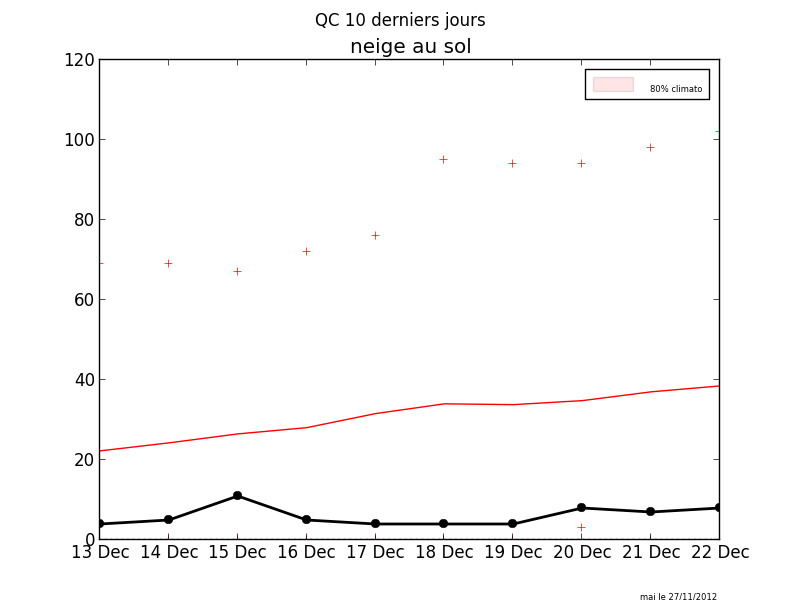 QC 10 derniers jours
neige au sol
80% climato
120
100
80
60
40
20
0
13 Dec 14 Dec 15 Dec 16 Dec 17 Dec 18 Dec 19 Dec 20 Dec 21 Dec 22 Dec
maj le 27/11/2012